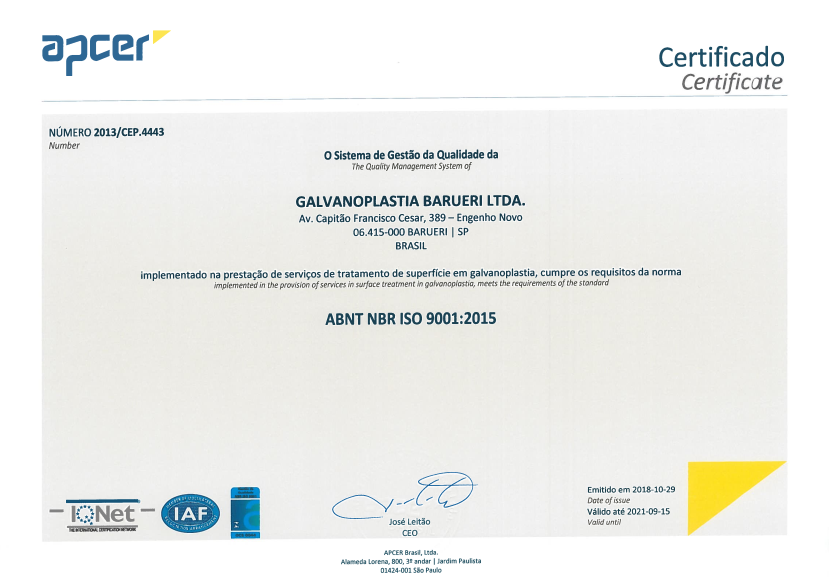 apcer
Certificado
Certificate
NÚMERO 2013/CEP.4443
Number
O Sistema de Gestão da Qualidade da
The Quality Management System of
GALVANOPLASTIA BARUERI LTDA.
Av. Capitão Francisco Cesar, 389 – Engenho Novo
06.415-000 BARUERI | SP
BRASIL
implementado na prestação de serviços de tratamento de superfície em galvanoplastia, cumpre os requisitos da norma
implemented in the provision of services in surface treatment in galvanoplastia, meets the requirements of the standard
ABNT NBR ISO 9001:2015
IQNet
THE INTERNATIONAL CERTIFICATION NETWORK
IAF
José Leitão
CEO
Emitido em 2018-10-29
Date of issue
Válido até 2021-09-15
Valid until
APCER Brasil, Ltda.
Alameda Lorena, 800, 3º andar | Jardim Paulista
01424-001 São Paulo